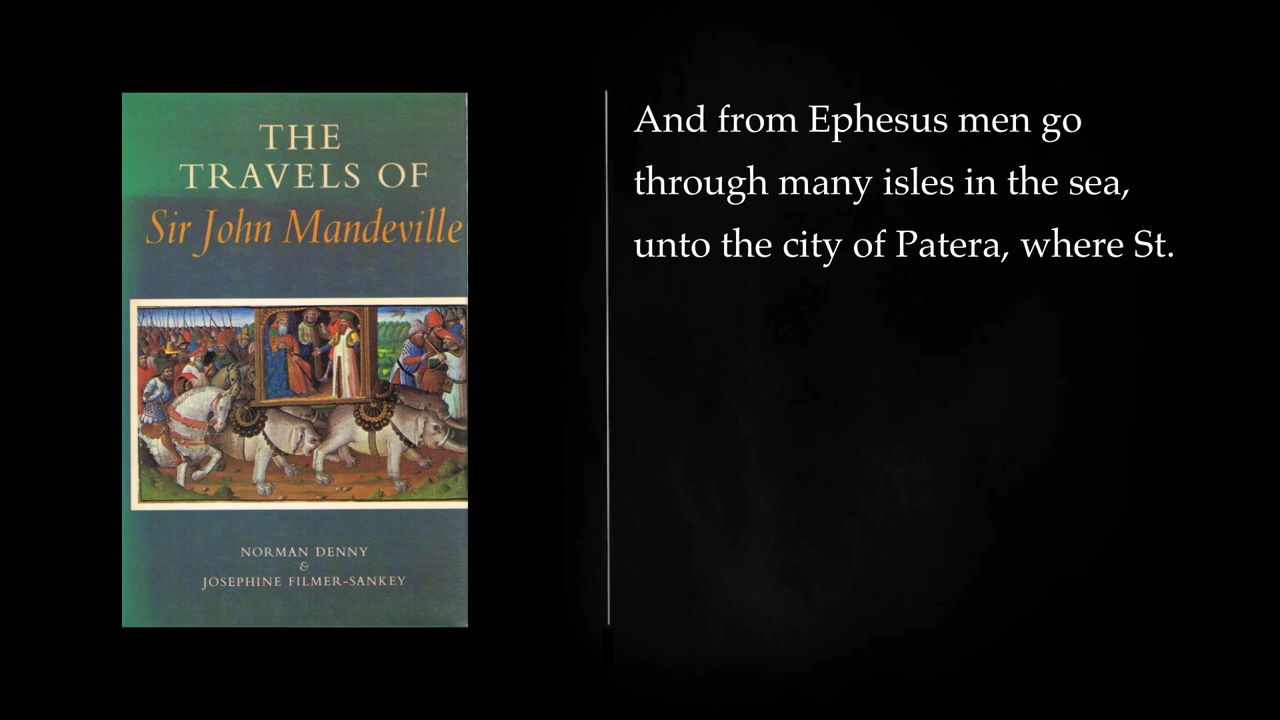 THE
TRAVELS OF
Sir John Mandeville
NORMAN DENNY
&
JOSEPHINE FILMER-SANKEY
And from Ephesus men go
through many isles in the sea,
unto the city of Patera, where St.